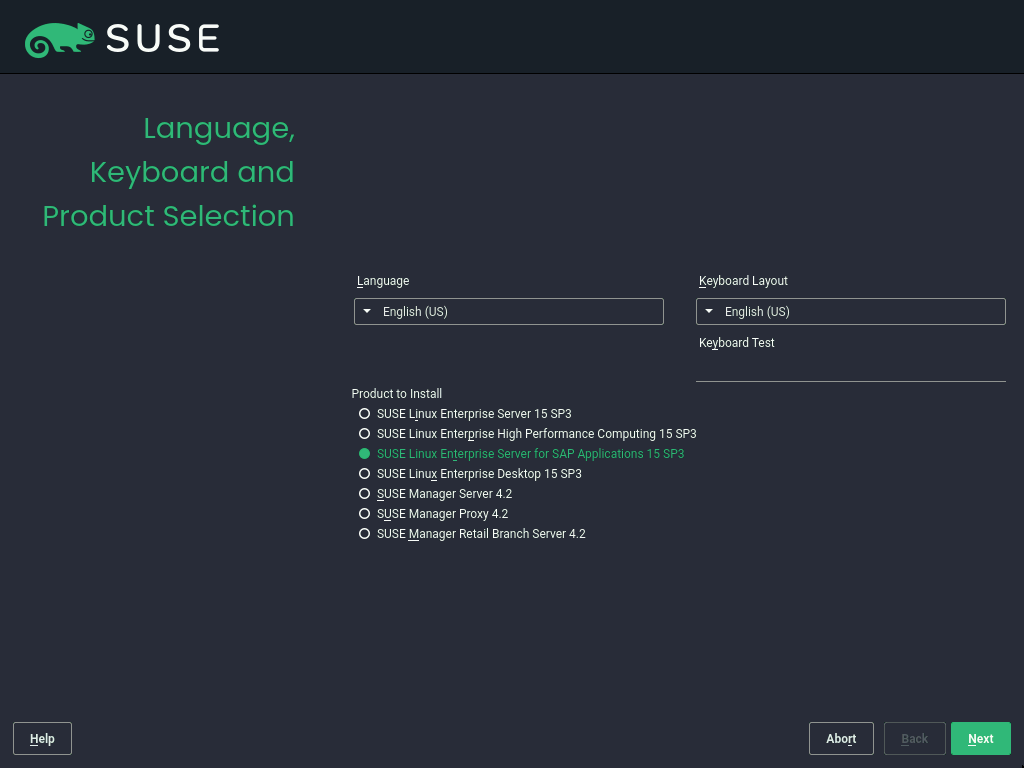 SUSE
Language,
Keyboard and
Product Selection
Language
Keyboard Layout
English (US)
English (US)
Keyboard Test
Product to Install
SUSE Linux Enterprise Server 15 SP3
SUSE Linux Enterprise High Performance Computing 15 SP3
SUSE Linux Enterprise Server for SAP Applications 15 SP3
SUSE Linux Enterprise Desktop 15 SP3
SUSE Manager Server 4.2
SUSE Manager Proxy 4.2
SUSE Manager Retail Branch Server 4.2
Help
Abort
Back
Next